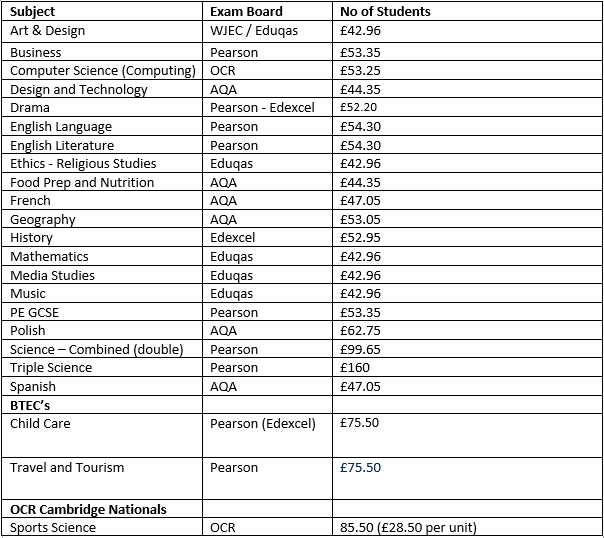 Subject Exam Board No of Students
Art & Design WJEC / Eduqas £42.96
Business Pearson £53.35
Computer Science (Computing) OCR £53.25
Design and Technology AQA £44.35
Drama Pearson - Edexcel £52.20
English Language Pearson £54.30
English Literature Pearson £54.30
Ethics - Religious Studies Eduqas £42.96
Food Prep and Nutrition AQA £44.35
French AQA £47.05
Geography AQA £53.05
History Edexcel £52.95
Mathematics Eduqas £42.96
Media Studies Eduqas £42.96
Music Eduqas £42.96
PE GCSE Pearson £53.35
Polish AQA £62.75
Science – Combined (double) Pearson £99.65
Triple Science Pearson £160
Spanish AQA £47.05
BTEC's
Child Care Pearson (Edexcel) £75.50
Travel and Tourism Pearson £75.50
OCR Cambridge Nationals
Sports Science OCR 85.50 (£28.50 per unit)